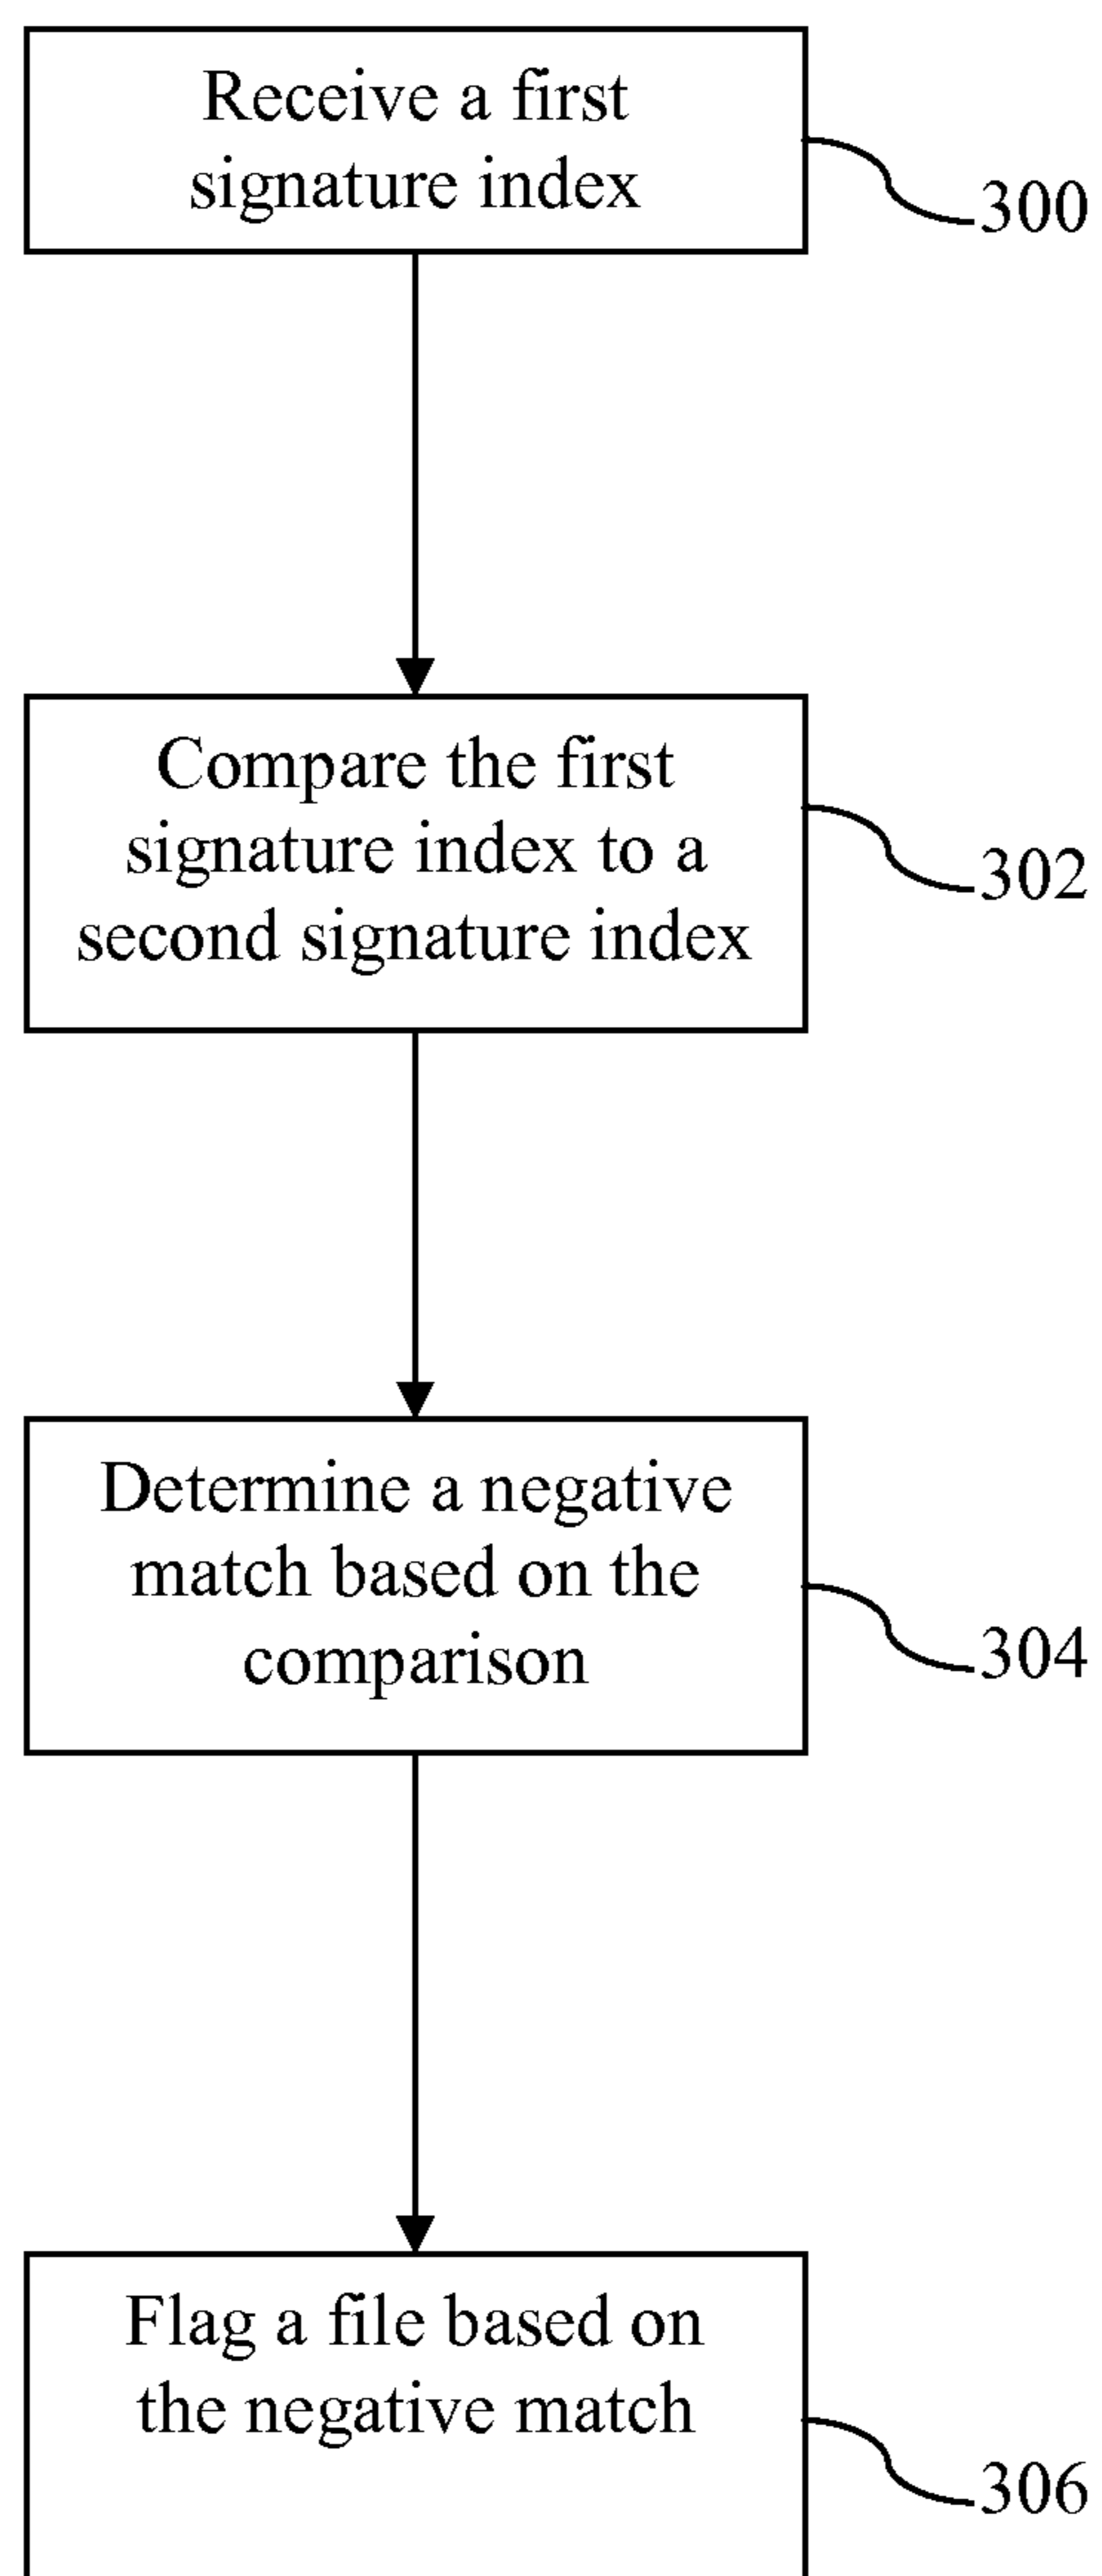 Receive a first
signature index
300
Compare the first
signature index to a
second signature index
302
Determine a negative
match based on the
comparison
304
Flag a file based on
the negative match
306